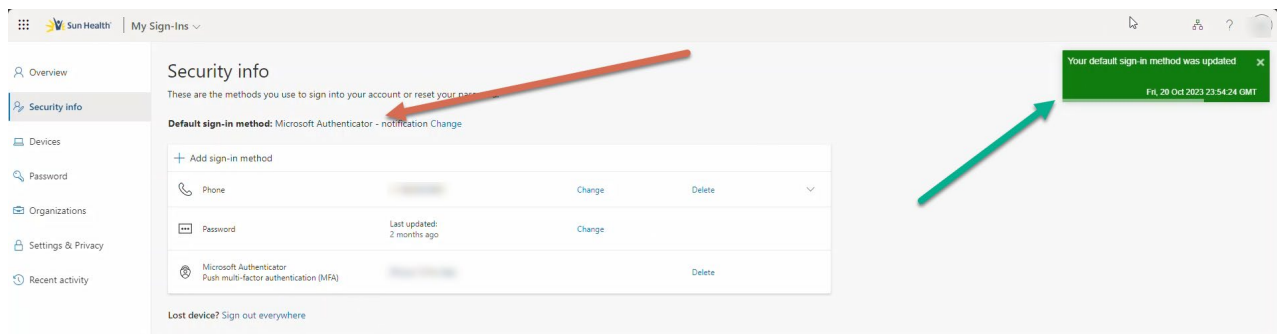 Sun Health
My Sign-Ins
Your default sign-in method was updated
Fri, 20 Oct 2023 23:54:24 GMT
Overview
Security info
Devices
Password
Organizations
Settings & Privacy
Recent activity
Security info
These are the methods you use to sign into your account or reset your
Default sign-in method: Microsoft Authenticator - notification Change
+ Add sign-in method
Phone Change Delete
Password Last updated: Change
2 months ago
Microsoft Authenticator
Push multi-factor authentication (MFA) Delete
Lost device? Sign out everywhere